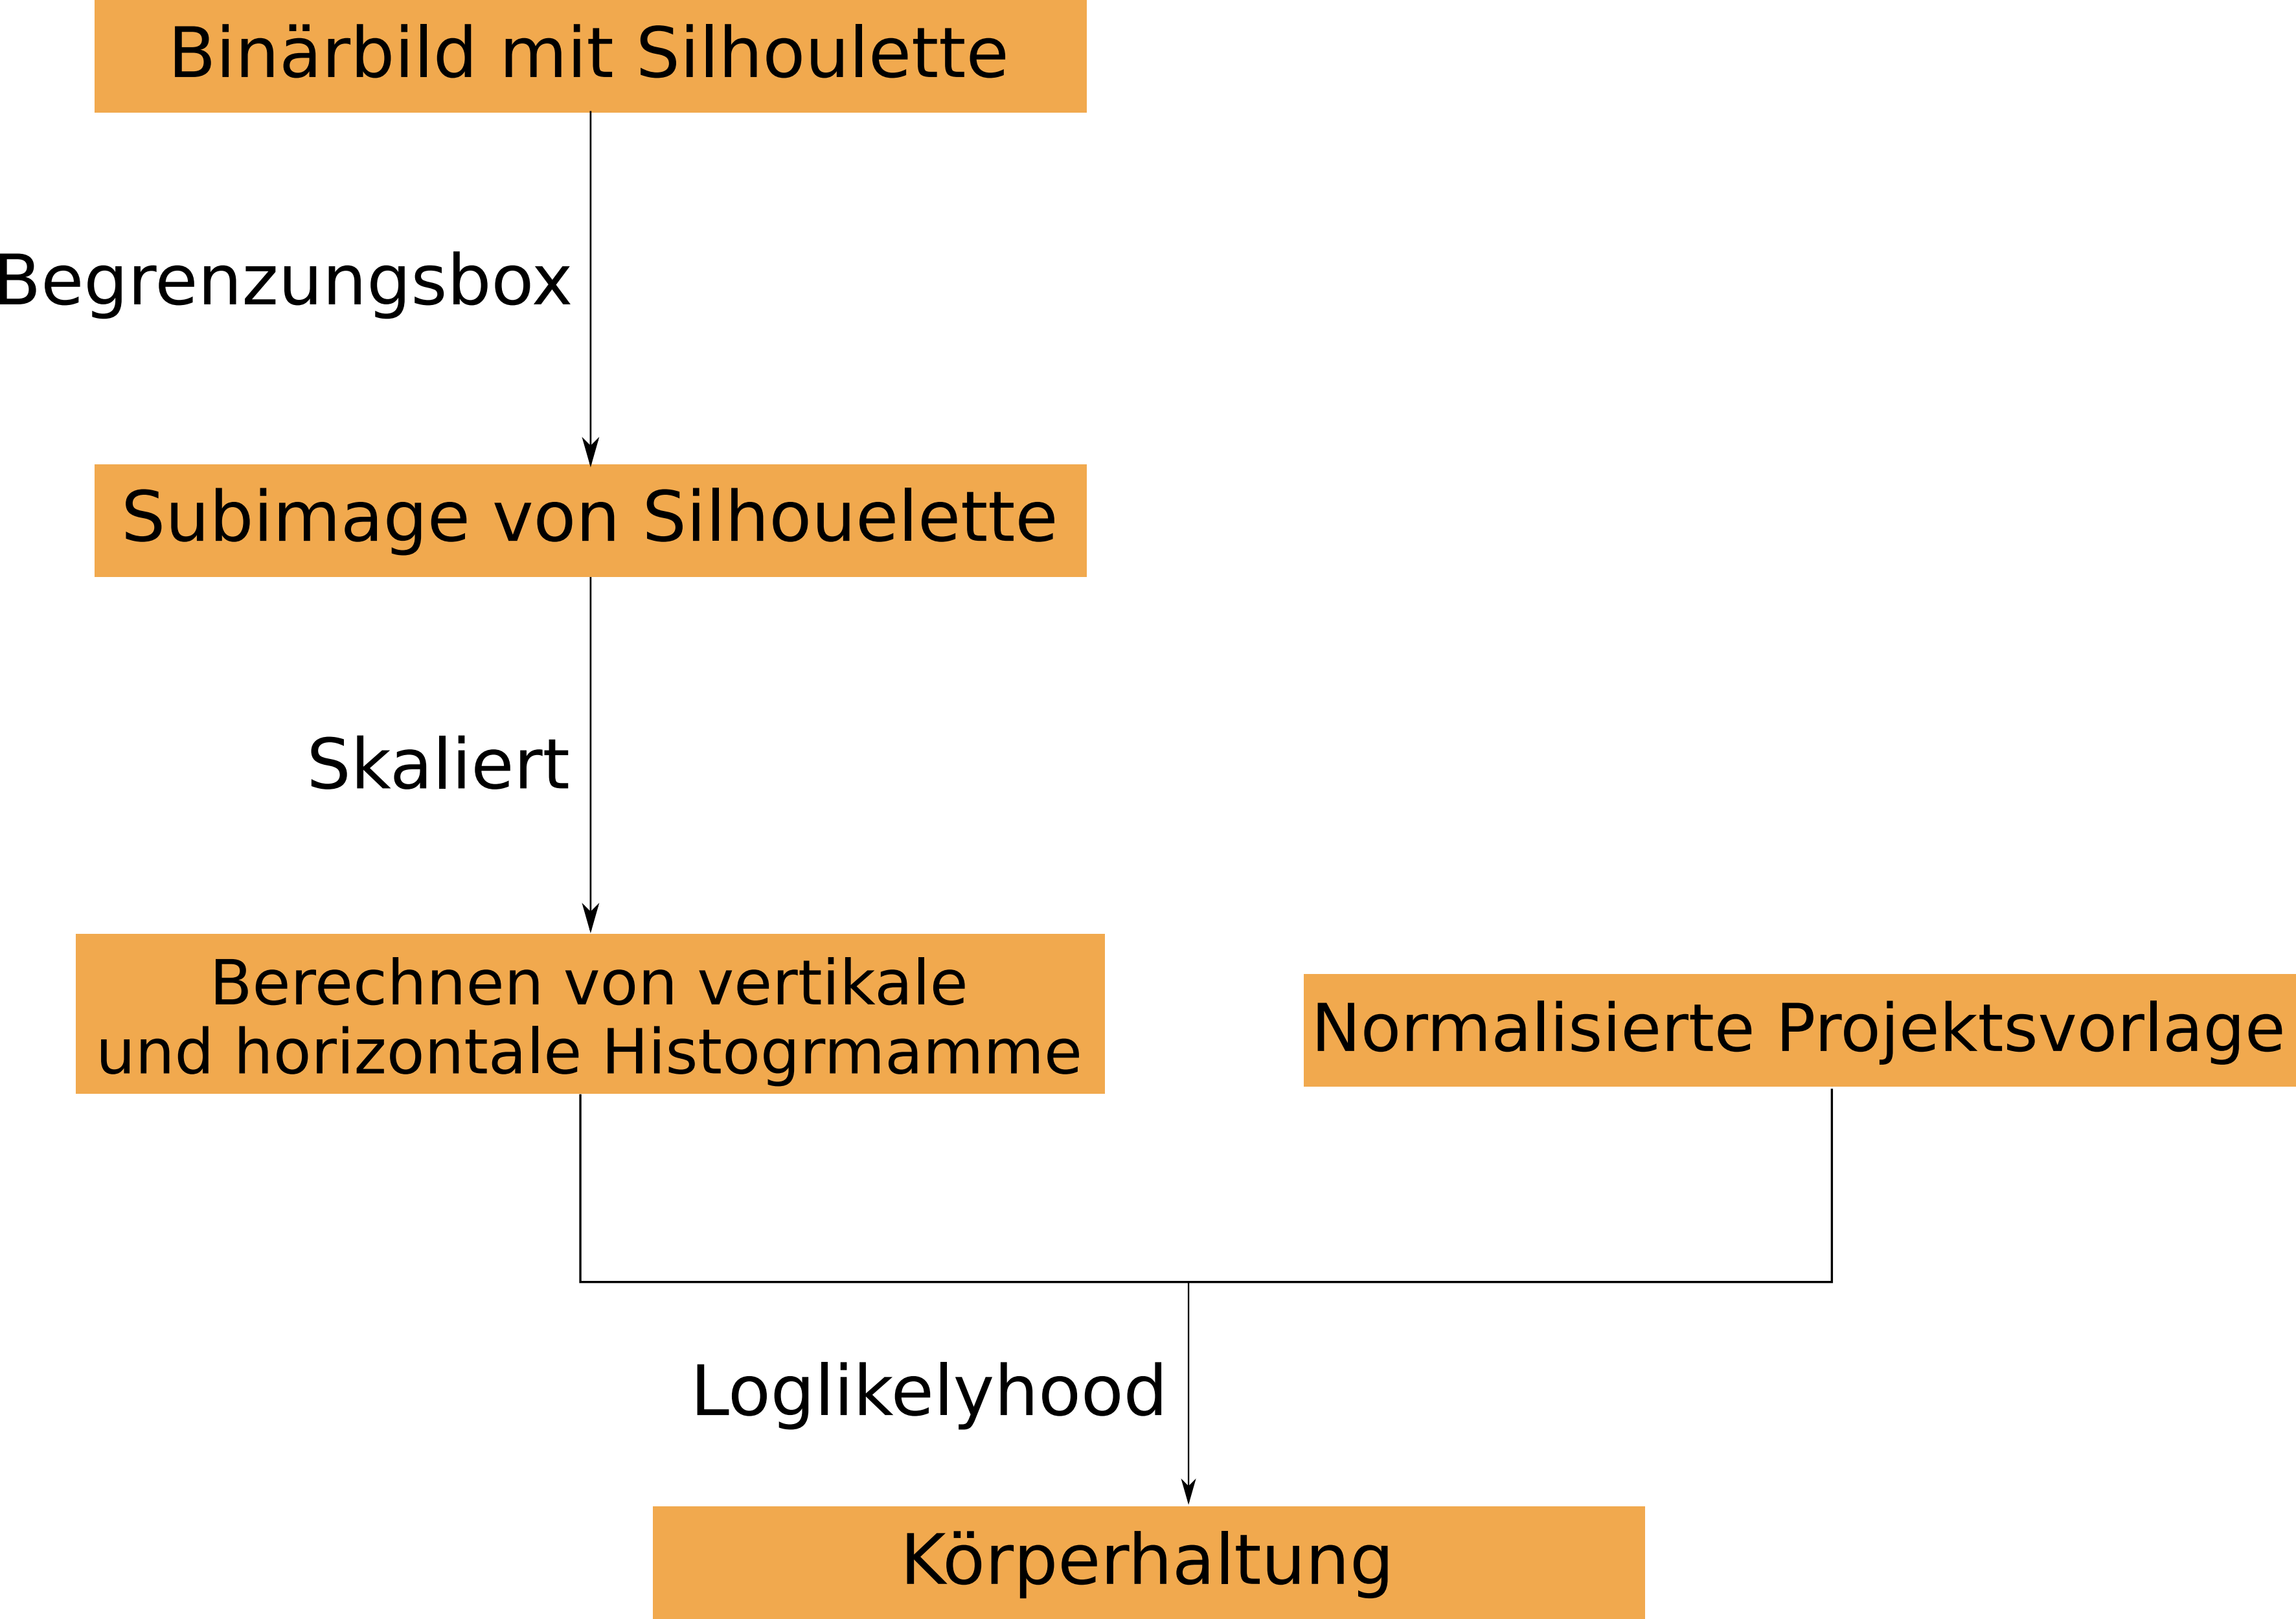 Binärbild mit Silhoulette
Begrenzungsbox
Subimage von Silhouelette
Skaliert
Berechnen von vertikale
und horizontale Histogrmamme
Normalisierte Projektsvorlage
Loglikelyhood
Körperhaltung